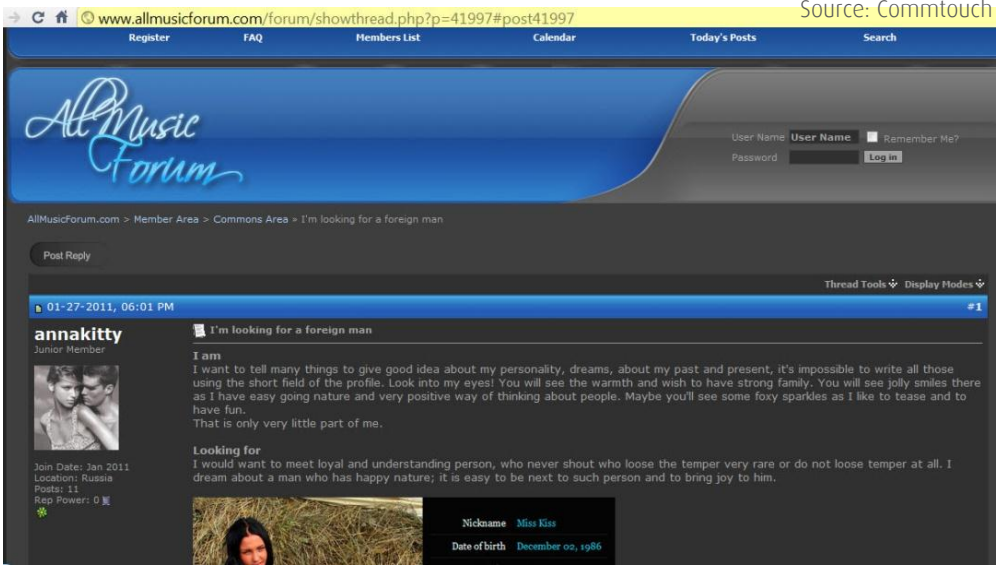 Source: Commtouch
www.allmusicforum.com/forum/showthread.php?p=41997#post41997
Register FAQ Members List Calendar Today's Posts Search
AllMusic
Forum
User Name User Name Remember Me?
Password Log in
AllMusicForum.com > Member Area > Commons Area » I'm looking for a foreign man
Post Reply
Thread Tools Display Modes
01-27-2011, 06:01 PM #1
annakitty
Junior Member
Join Date: Jan 2011
Location: Russia
Posts: 11
Rep Power: 0
I'm looking for a foreign man
I am
I want to tell many things to give good idea about my personality, dreams, about my past and present, it's impossible to write all those
using the short field of the profile. Look into my eyes! You will see the warmth and wish to have strong family. You will see jolly smiles there
as I have easy going nature and very positive way of thinking about people. Maybe you'll see some foxy sparkles as I like to tease and to
have fun.
That is only very little part of me.
Looking for
I would want to meet loyal and understanding person, who never shout who loose the temper very rare or do not loose temper at all. I
dream about a man who has happy nature; it is easy to be next to such person and to bring joy to him.
Nickname Miss Kiss
Date of birth December 02, 1986